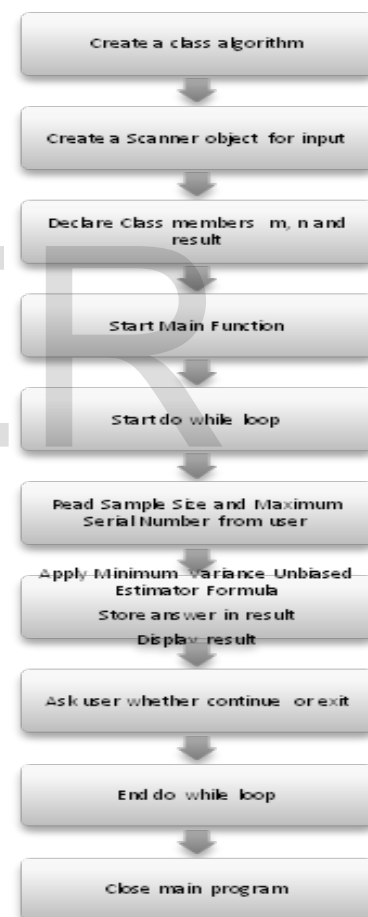 Create a class algorithm
Create a Scanner object for input
Declare Class members m, n and
result
Start Main Function
Start do while loop
Read Sample Size and Maximum
Serial Number from user
Apply Minimum Variance Unbiased
Estimator Formula
Store answer in result
Display result
Ask user whether continue or exit
End do while loop
Close main program